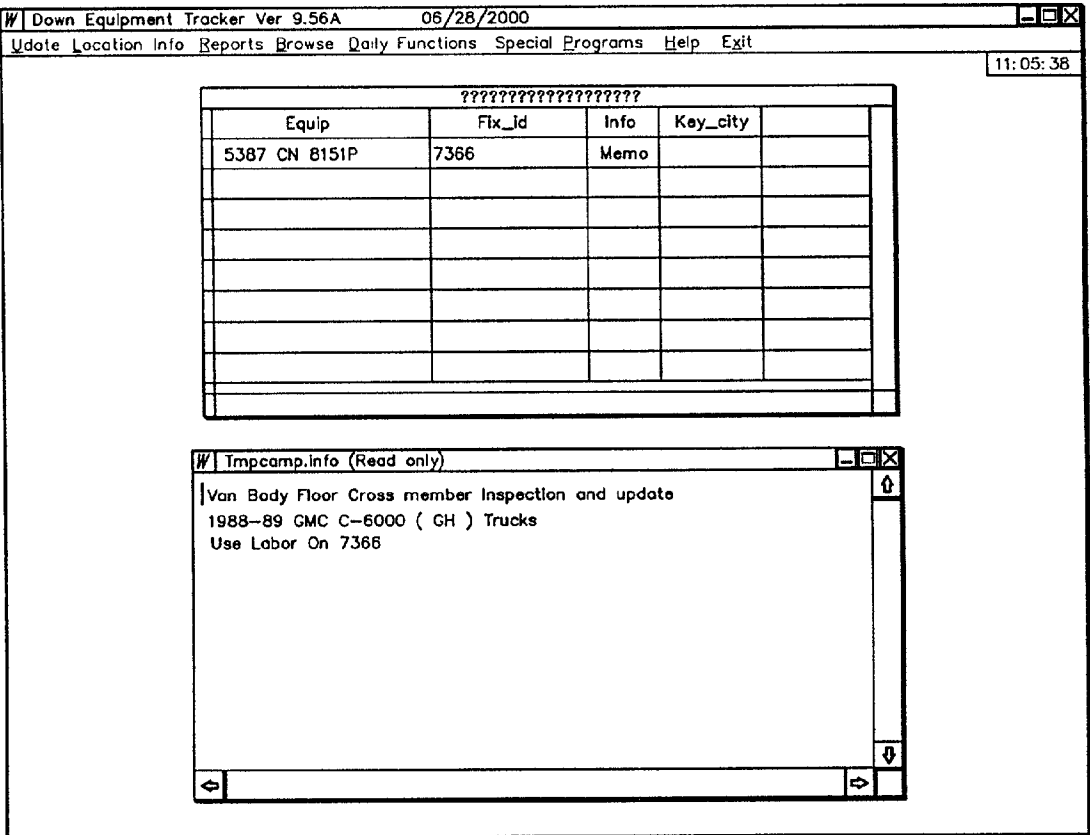 W Down Equipment Tracker Ver 9.56A 06/28/2000
Udate Location Info Reports Browse Daily Functions Special Programs Help Exit
11:05:38
???????????????????
Equip Fix_id Info Key_city
5387 CN 8151P 7366 Memo
W Tmpcamp.info (Read only)
Van Body Floor Cross member Inspection and update
1988-89 GMC C-6000 ( GH ) Trucks
Use Labor On 7366